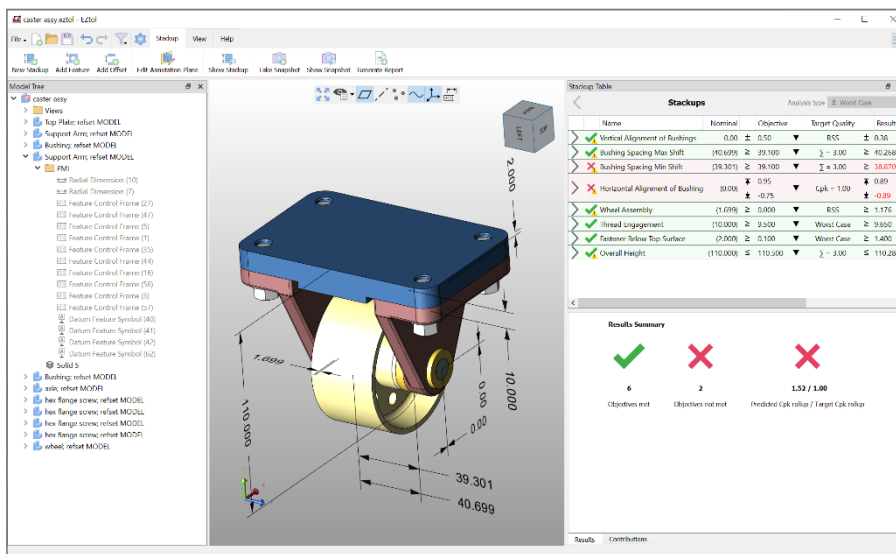 caster assy.eztol - EZtol
File
Stackup View Help
New Stackup Add Feature Add Offset Edit Annotation Plane Show Stackup Take Snapshot Show Snapshot Generate Report
Model Tree
caster assy
Views
Top Plate; refset MODEL
Support Arm; refset MODEL
Bushing; refset MODEL
Support Arm; refset MODEL
PMI
Radial Dimension (10)
Radial Dimension (7)
Feature Control Frame (27)
Feature Control Frame (47)
Feature Control Frame (5)
Feature Control Frame (1)
Feature Control Frame (35)
Feature Control Frame (44)
Feature Control Frame (16)
Feature Control Frame (56)
Feature Control Frame (3)
Feature Control Frame (57)
Datum Feature Symbol (40)
Datum Feature Symbol (41)
Datum Feature Symbol (42)
Datum Feature Symbol (62)
Solid 5
Bushing; refset MODEL
axle; refset MODEL
hex flange screw; refset MODEL
hex flange screw; refset MODEL
hex flange screw; refset MODEL
hex flange screw; refset MODEL
wheel; refset MODEL
LEFT
TOP
2.000
1.699
110.000
0.00
10.000
0.00
39.301
40.699
Stackup Table
Stackups Analysis type ± Worst Case
Name Nominal Objective Target Quality Result
Vertical Alignment of Bushings 0.00 ± 0.50 ▼ RSS ± 0.38
Bushing Spacing Max Shift (40.699) ≥ 39.100 ▼ ∑ = 3.00 ≥ 40.268
Bushing Spacing Min Shift (39.301) ≥ 39.100 ▼ ∑ = 3.00 ≥ 38.870
Horizontal Alignment of Bushing (0.00) 0.95 -0.75 ▼ Cpk = 1.00 0.89 -0.89
Wheel Assembly (1.699) ≥ 0.000 ▼ RSS ≥ 1.176
Thread Engagement (10.000) ≥ 9.500 ▼ Worst Case ≥ 9.650
Fastener Below Top Surface (2.000) ≥ 0.100 ▼ Worst Case ≥ 1.400
Overall Height (110.000) ≤ 110.500 ▼ ∑ = 3.00 ≤ 110.28
Results Summary
6 2 1.52 / 1.00
Objectives met Objectives not met Predicted Cpk rollup / Target Cpk rollup
Results Contributions